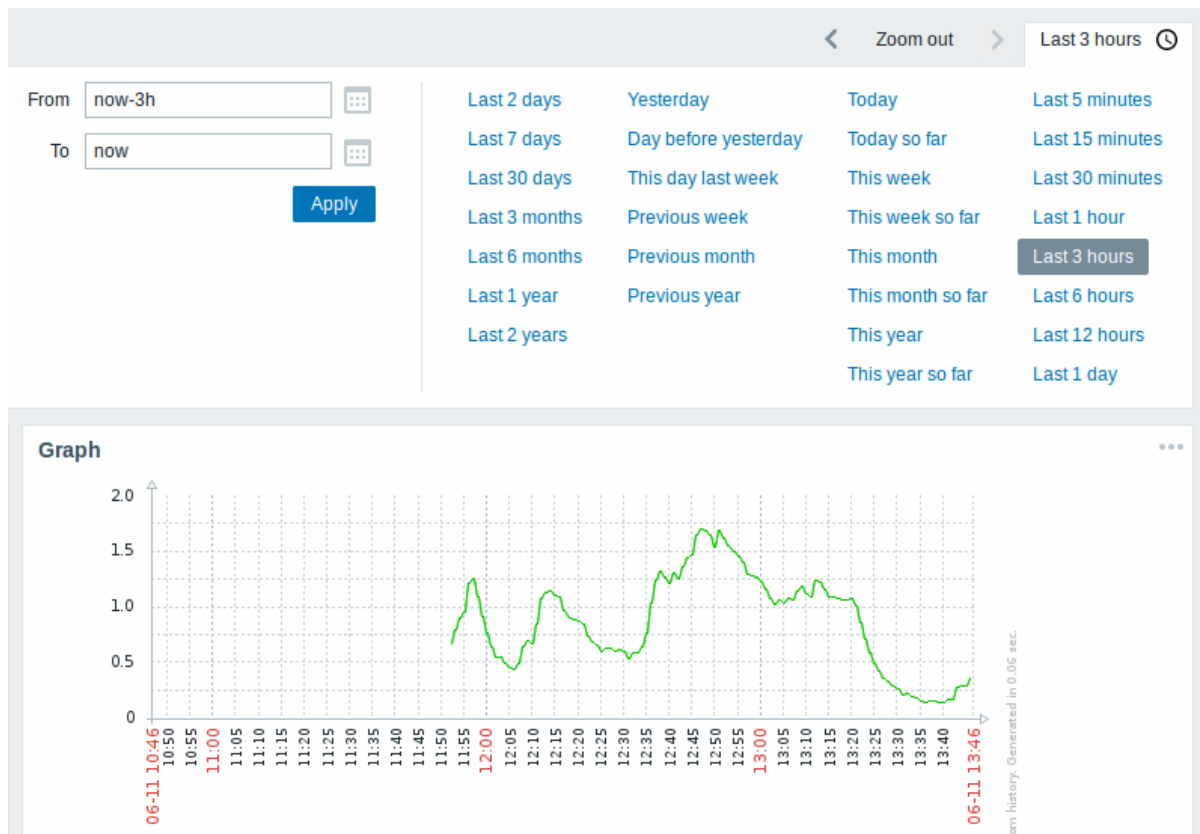 Zoom out
Last 3 hours
From now-3h
To now
Apply
Last 2 days Yesterday Today Last 5 minutes
Last 7 days Day before yesterday Today so far Last 15 minutes
Last 30 days This day last week This week Last 30 minutes
Last 3 months Previous week This week so far Last 1 hour
Last 6 months Previous month This month Last 3 hours
Last 1 year Previous year This month so far Last 6 hours
Last 2 years This year Last 12 hours
This year so far Last 1 day
Graph
2.0
1.5
1.0
0.5
0
06-11 10:46 10:50 10:55 11:00 11:05 11:10 11:15 11:20 11:25 11:30 11:35 11:40 11:45 11:50 11:55 12:00 12:05 12:10 12:15 12:20 12:25 12:30 12:35 12:40 12:45 12:50 12:55 13:00 13:05 13:10 13:15 13:20 13:25 13:30 13:35 13:40 06-11 13:46
history. Generated in 0.06 sec.